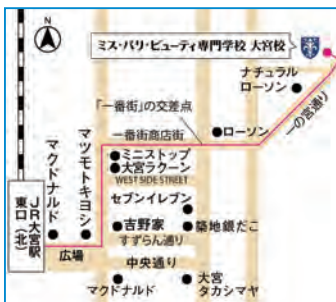 ミス・パリ・ビューティ専門学校 大宮校
ナチュラル
ローソン
一の宮通り
「一番街」の交差点
一番街商店街
ローソン
マクドナルド
マツモトキヨシ
ミニストップ
大宮ラクーン
WEST SIDE STREET
セブンイレブン
吉野家
築地銀だこ
すずらん通り
JR大宮駅
東口(北)
広場
中央通り
マクドナルド
大宮
タカシマヤ